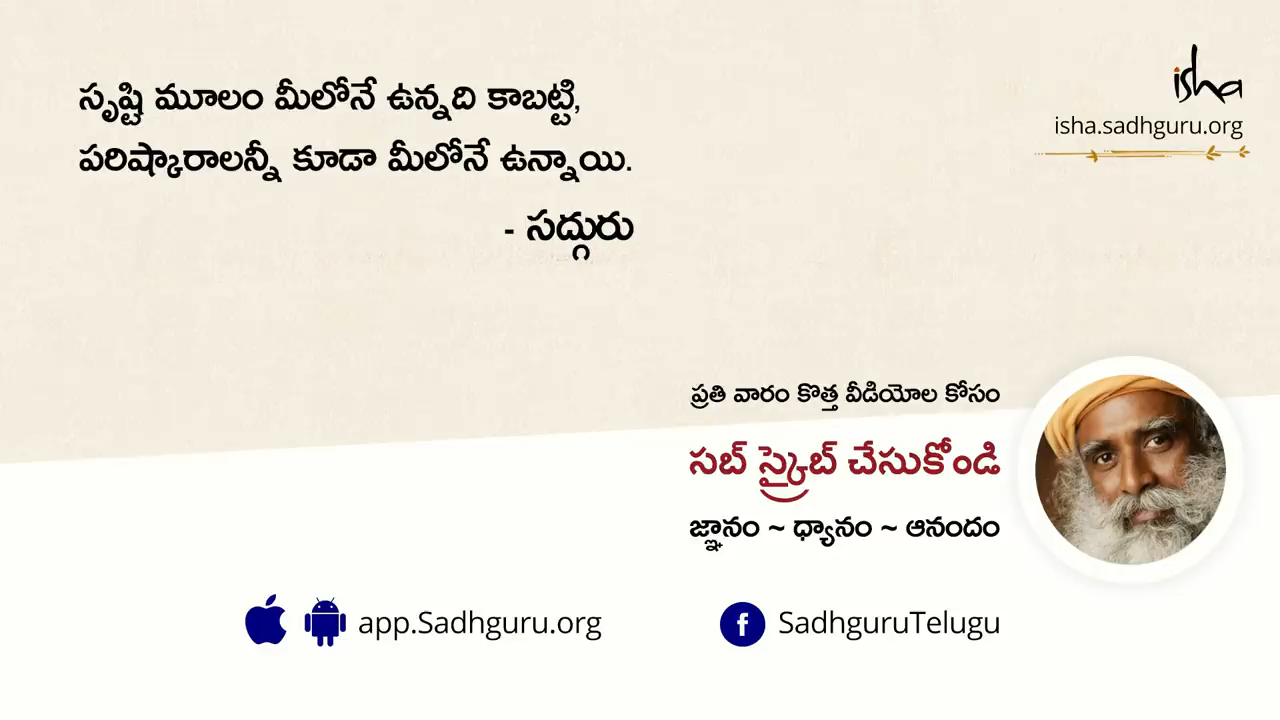 సృష్టి మూలం మీలోనే ఉన్నది కాబట్టి,
పరిష్కారాలన్నీ కూడా మీలోనే ఉన్నాయి.
- సద్గురు
isha
isha.sadhguru.org
ప్రతి వారం కొత్త వీడియోల కోసం
సబ్ స్క్రైబ్ చేసుకోండి
జ్ఞానం ~ ధ్యానం ~ ఆనందం
app.Sadhguru.org
SadhguruTelugu